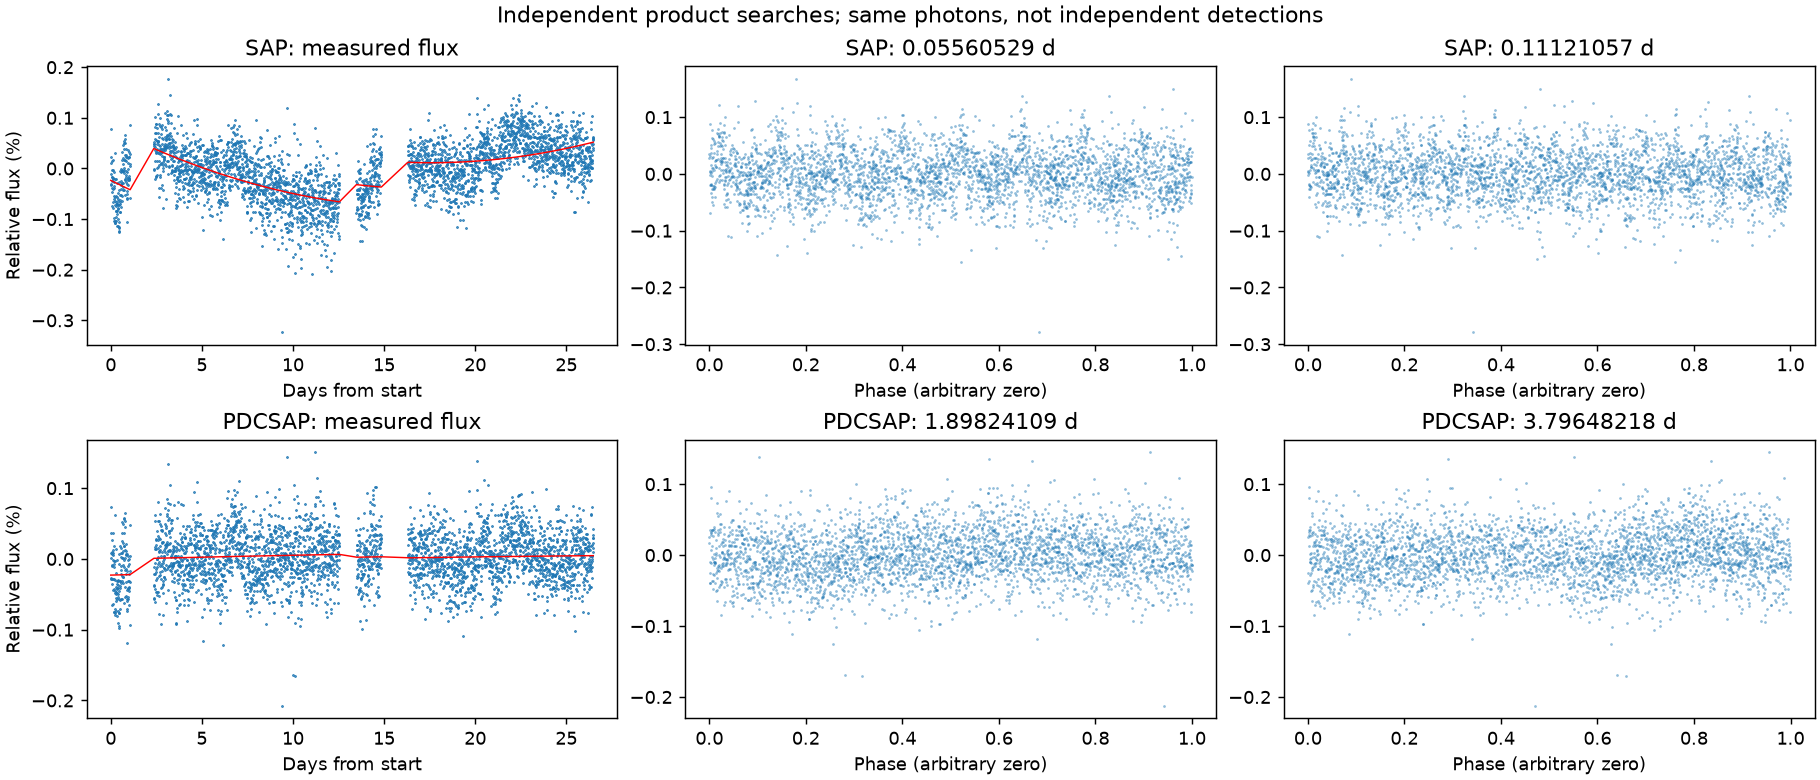 Independent product searches; same photons, not independent detections
SAP: measured flux
SAP: 0.05560529 d
SAP: 0.11121057 d
Relative flux (%)
0.2
0.1
0.0
−0.1
−0.2
−0.3
0 5 10 15 20 25
Days from start
0.1
0.0
−0.1
−0.2
−0.3
0.0 0.2 0.4 0.6 0.8 1.0
Phase (arbitrary zero)
0.1
0.0
−0.1
−0.2
−0.3
0.0 0.2 0.4 0.6 0.8 1.0
Phase (arbitrary zero)
PDCSAP: measured flux
PDCSAP: 1.89824109 d
PDCSAP: 3.79648218 d
Relative flux (%)
0.1
0.0
−0.1
−0.2
0 5 10 15 20 25
Days from start
0.1
0.0
−0.1
−0.2
0.0 0.2 0.4 0.6 0.8 1.0
Phase (arbitrary zero)
0.1
0.0
−0.1
−0.2
0.0 0.2 0.4 0.6 0.8 1.0
Phase (arbitrary zero)